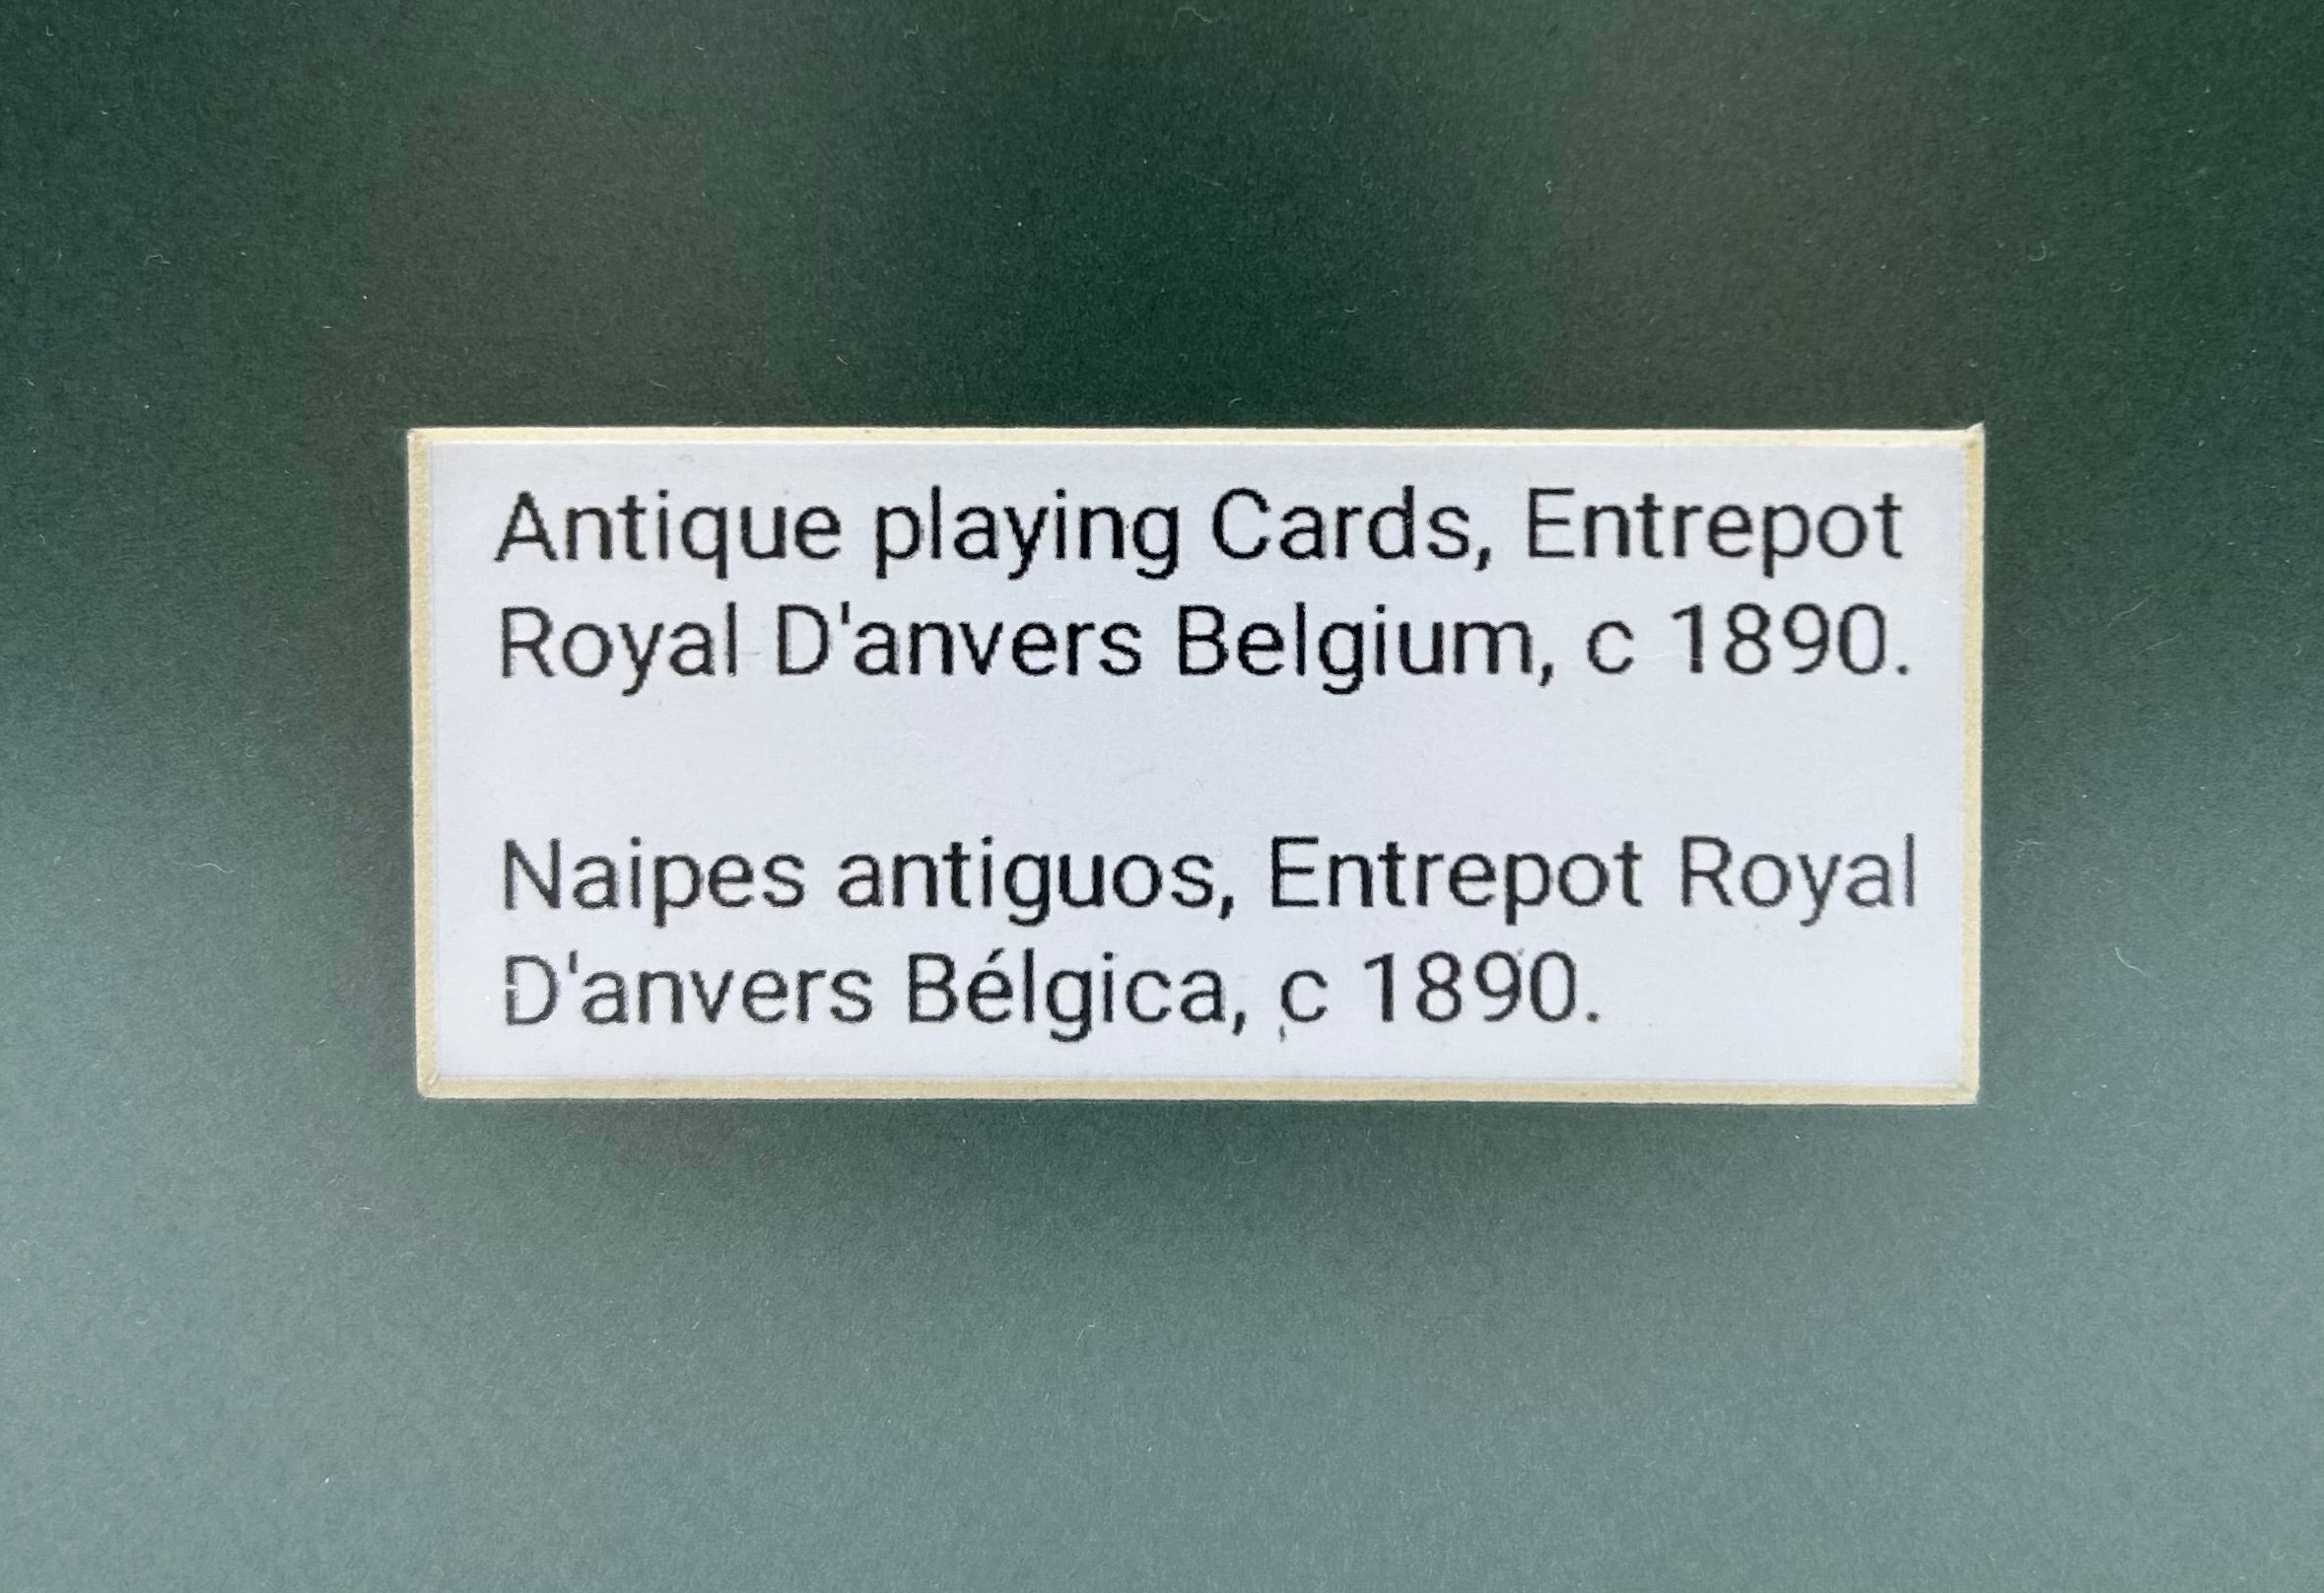 Antique playing Cards, Entrepot
Royal D'anvers Belgium, c 1890.
Naipes antiguos, Entrepot Royal
D'anvers Bélgica, c 1890.